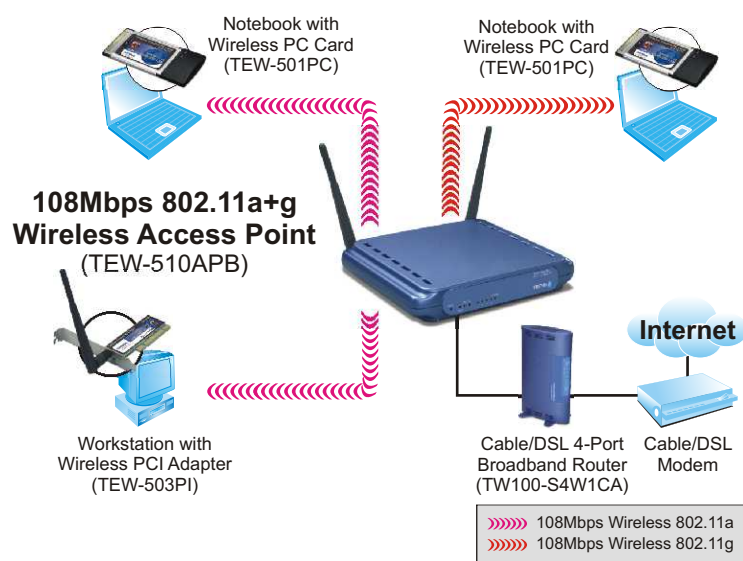 Notebook with
Wireless PC Card
(TEW-501PC)
Notebook with
Wireless PC Card
(TEW-501PC)
108Mbps 802.11a+g
Wireless Access Point
(TEW-510APB)
Internet
Workstation with
Wireless PCI Adapter
(TEW-503PI)
Cable/DSL 4-Port
Broadband Router
(TW100-S4W1CA)
Cable/DSL
Modem
108Mbps Wireless 802.11a
108Mbps Wireless 802.11g